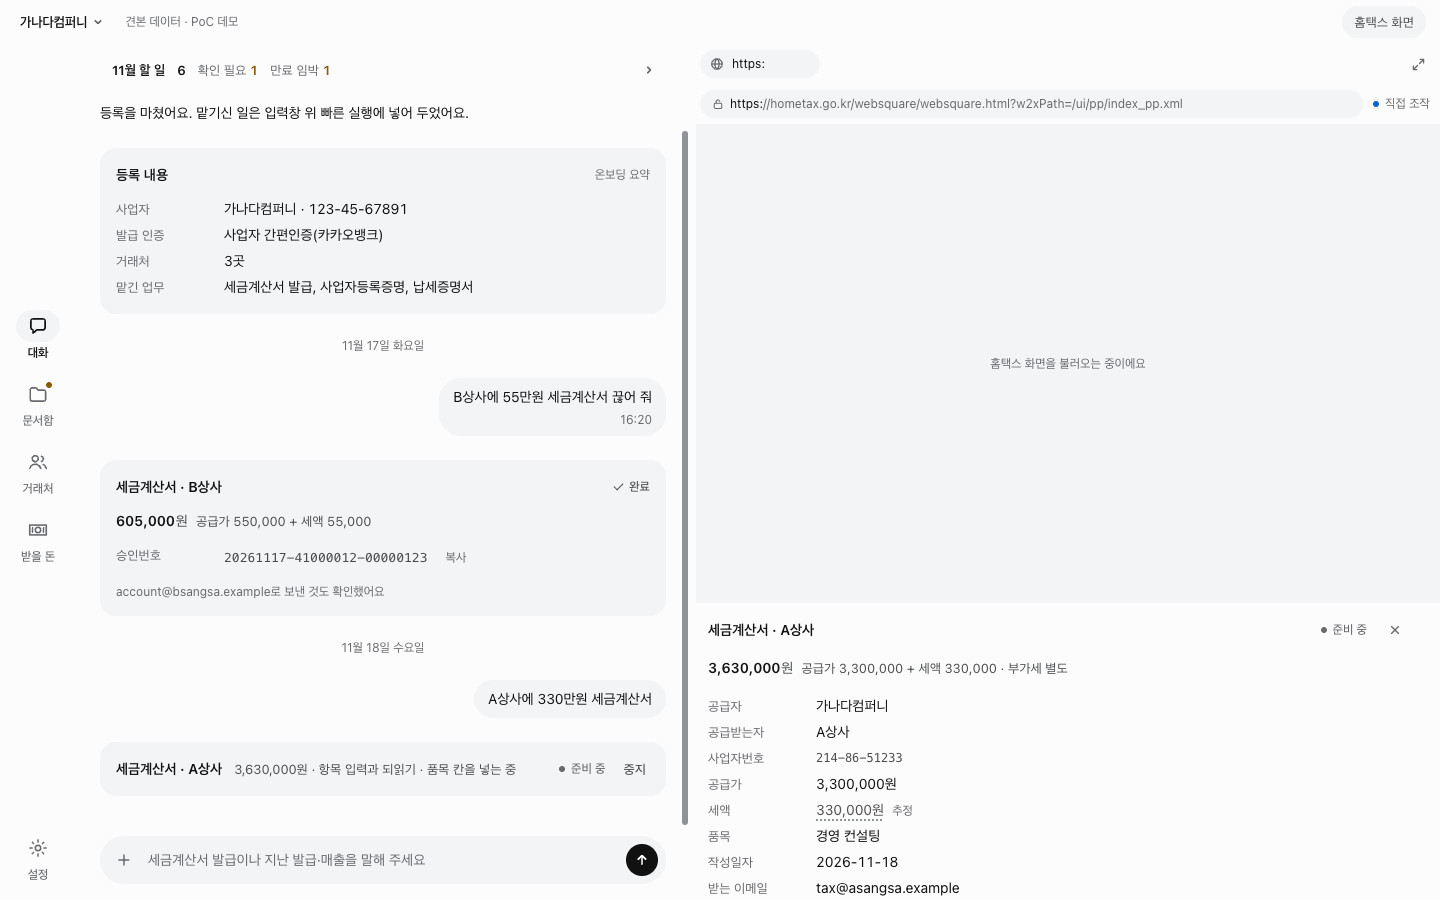 가나다컴퍼니
견본 데이터 · PoC 데모
홈택스 화면
11월 할 일 6 확인 필요 1 만료 임박 1
등록을 마쳤어요. 맡기신 일은 입력창 위 빠른 실행에 넣어 두었어요.
등록 내용
온보딩 요약
사업자 가나다컴퍼니 · 123-45-67891
발급 인증 사업자 간편인증(카카오뱅크)
거래처 3곳
맡긴 업무 세금계산서 발급, 사업자등록증명, 납세증명서
11월 17일 화요일
B상사에 55만원 세금계산서 끊어 줘
16:20
세금계산서 · B상사
완료
605,000원 공급가 550,000 + 세액 55,000
승인번호 20261117-41000012-00000123 복사
account@bsangsa.example로 보낸 것도 확인했어요
11월 18일 수요일
A상사에 330만원 세금계산서
세금계산서 · A상사 3,630,000원 · 항목 입력과 되읽기 · 품목 칸을 넣는 중 준비 중 중지
세금계산서 발급이나 지난 발급·매출을 말해 주세요
대화
문서함
거래처
받을 돈
설정
https:
https://hometax.go.kr/websquare/websquare.html?w2xPath=/ui/pp/index_pp.xml
직접 조작
홈택스 화면을 불러오는 중이에요
세금계산서 · A상사
준비 중
3,630,000원 공급가 3,300,000 + 세액 330,000 · 부가세 별도
공급자 가나다컴퍼니
공급받는자 A상사
사업자번호 214-86-51233
공급가 3,300,000원
세액 330,000원 추정
품목 경영 컨설팅
작성일자 2026-11-18
받는 이메일 tax@asangsa.example